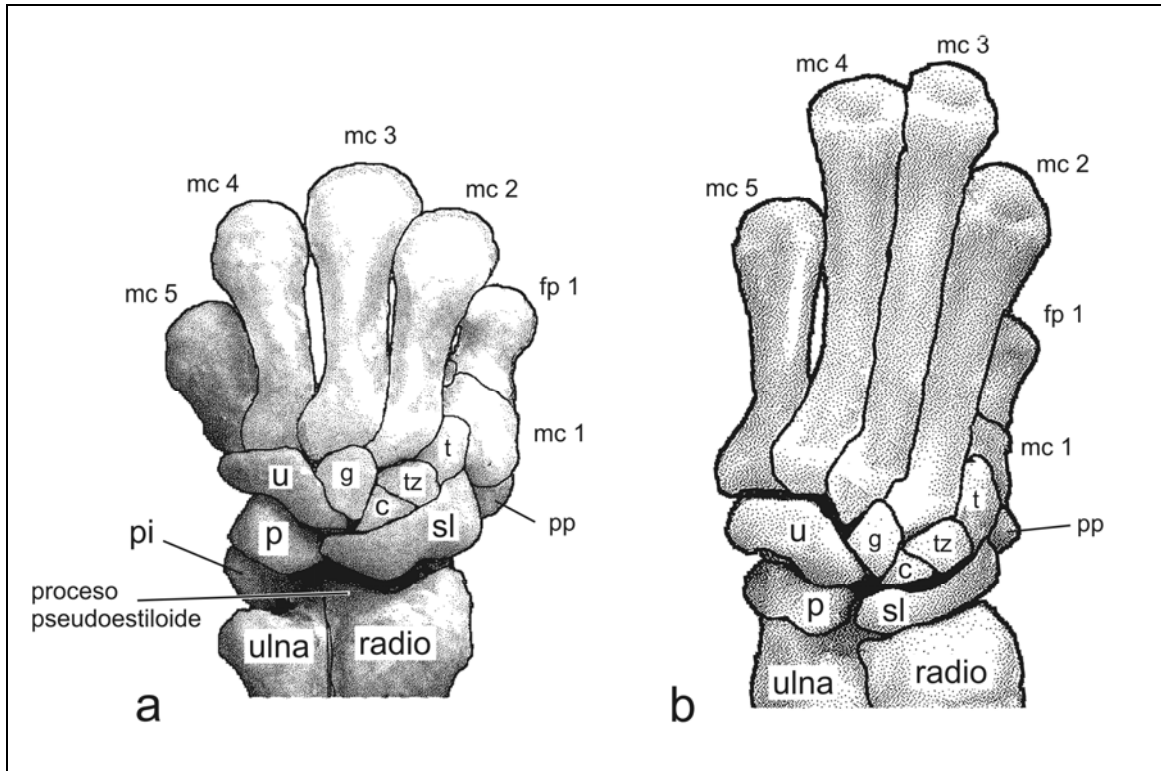 mc 3
mc 4
mc 2
mc 5
fp 1
mc 1
t
g
tz
u
c
sl
p
pp
pi
proceso
pseudoestiloide
ulna
radio
a
mc 3
mc 4
mc 2
mc 5
fp 1
mc 1
t
pp
u
g
tz
c
p
sl
ulna
radio
b